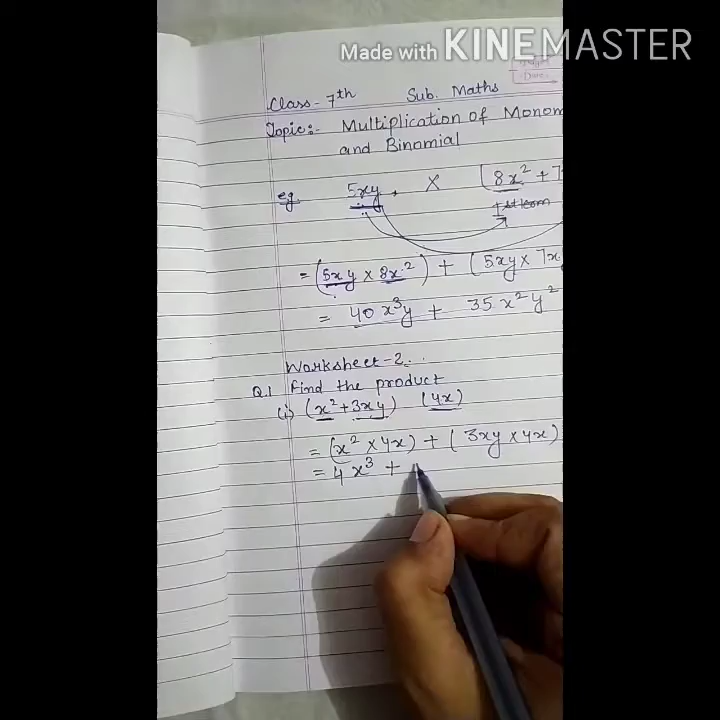 Made with KINEMASTER
Date:
Class- 7th Sub. Maths
Topic:- Multiplication of Monom
and Binomial
eg. 5xy × (8x² + 7
1st term
= (5xy × 8x²) + (5xy × 7x
= 40x³y + 35x²y²
Worksheet-2
Q.1 Find the product
(i) (x² + 3xy) (4x)
= (x² × 4x) + (3xy × 4x)
= 4x³ +